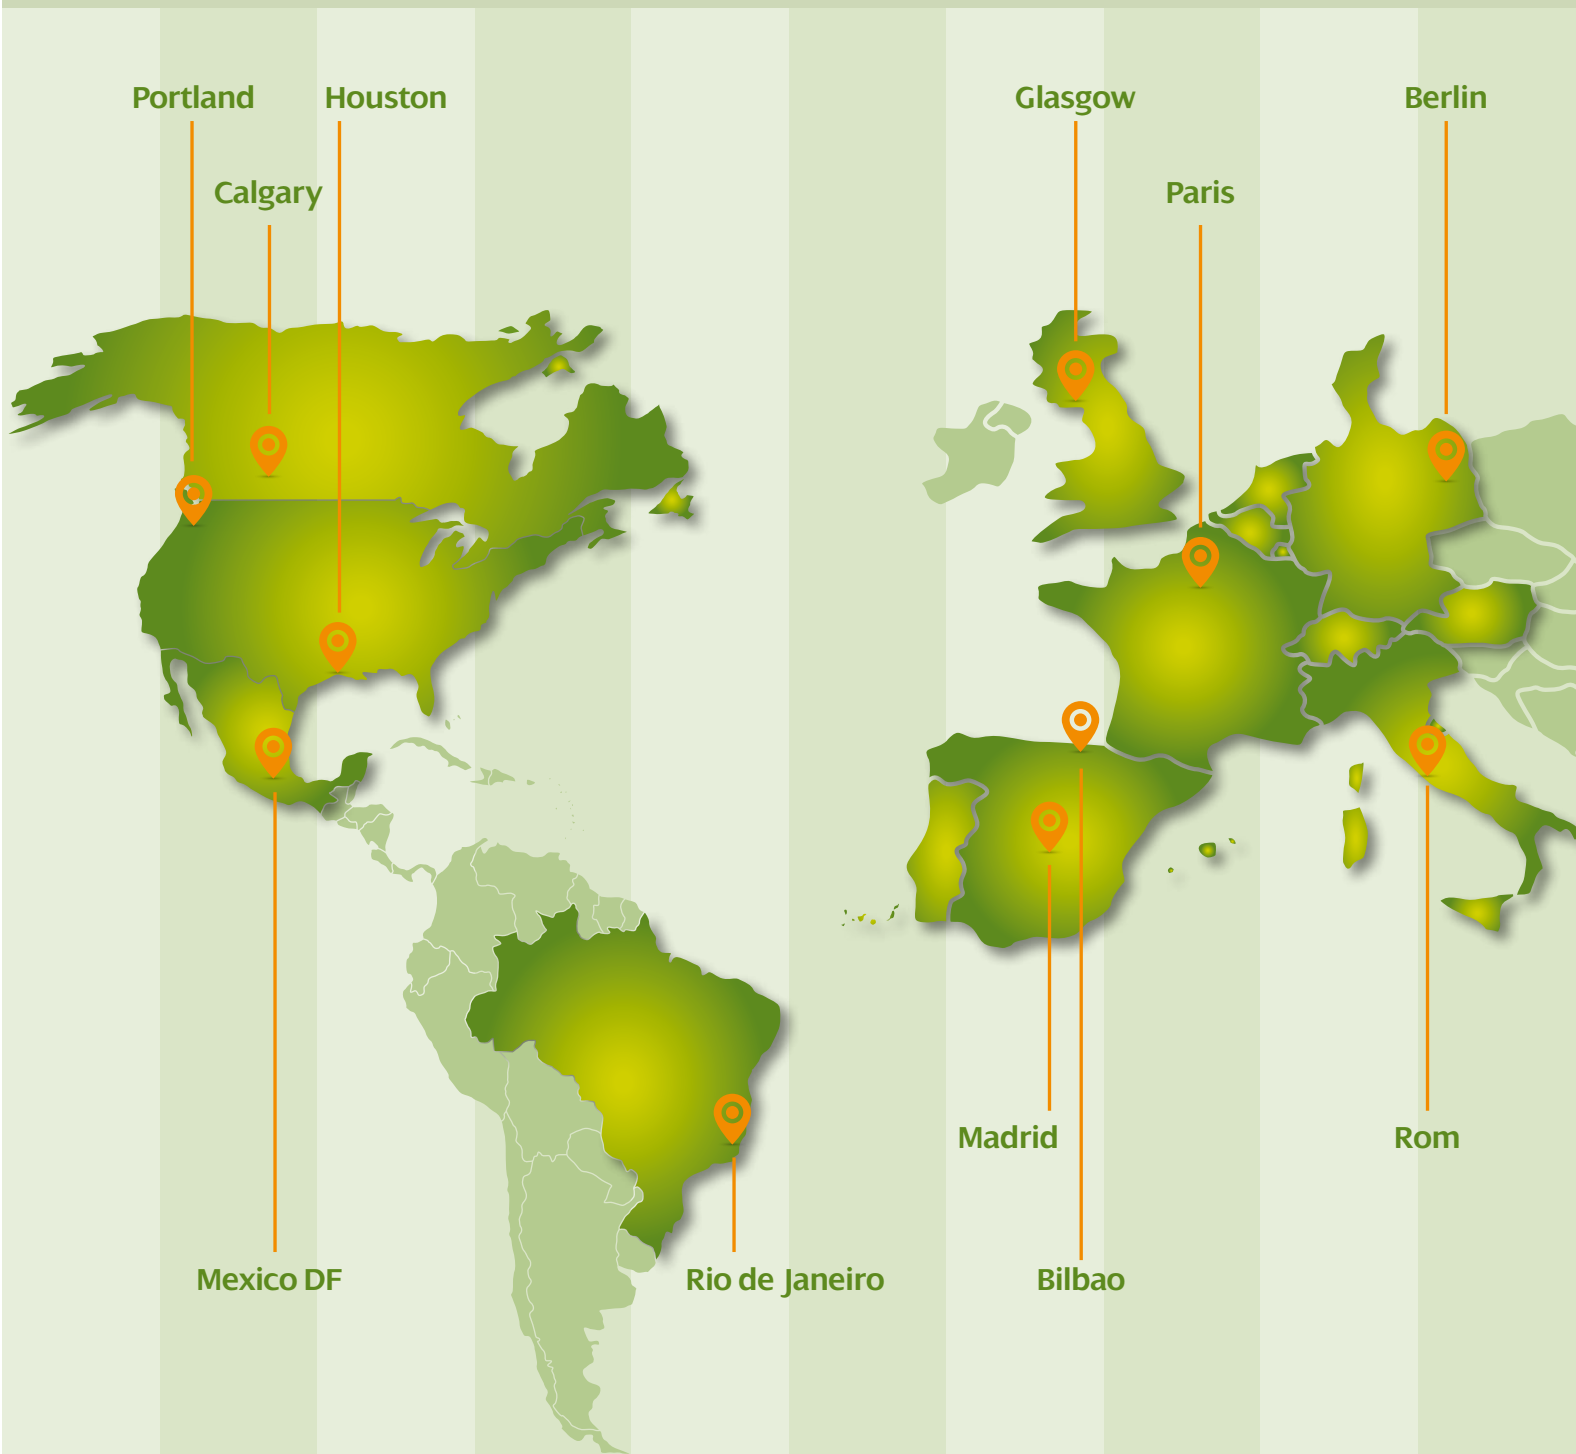 Portland
Houston
Glasgow
Berlin
Calgary
Paris
Madrid
Rom
Mexico DF
Rio de Janeiro
Bilbao